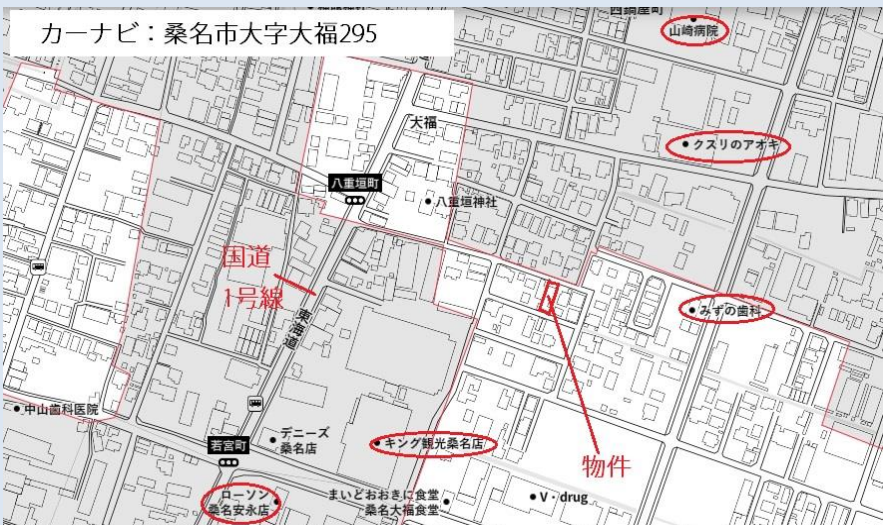 カーナビ：桑名市大字大福295
西鍋屋町
山崎病院
クスリのアオキ
大福
八重垣町
八重垣神社
国道
1号線
東海道
みずの歯科
物件
中山歯科医院
デニーズ
桑名店
若宮町
キング観光桑名店
ローソン
桑名安永店
まいどおおきに食堂
桑名大福食堂
V・drug